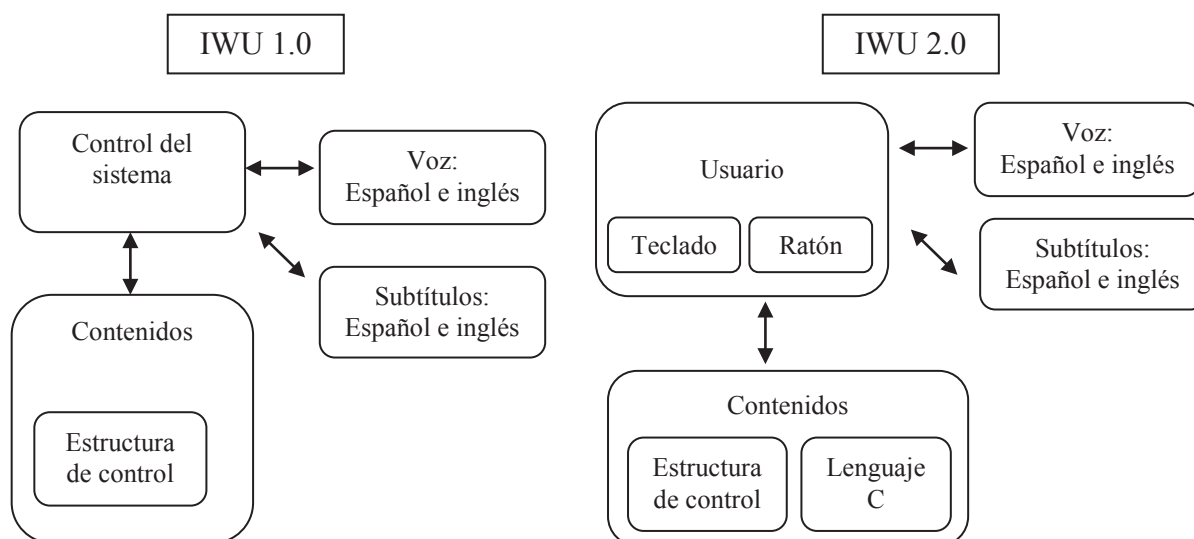 IWU 1.0
Control del
sistema
Voz:
Español e inglés
Subtítulos:
Español e inglés
Contenidos
Estructura
de control
IWU 2.0
Usuario
Teclado
Ratón
Voz:
Español e inglés
Subtítulos:
Español e inglés
Contenidos
Estructura
de control
Lenguaje
C